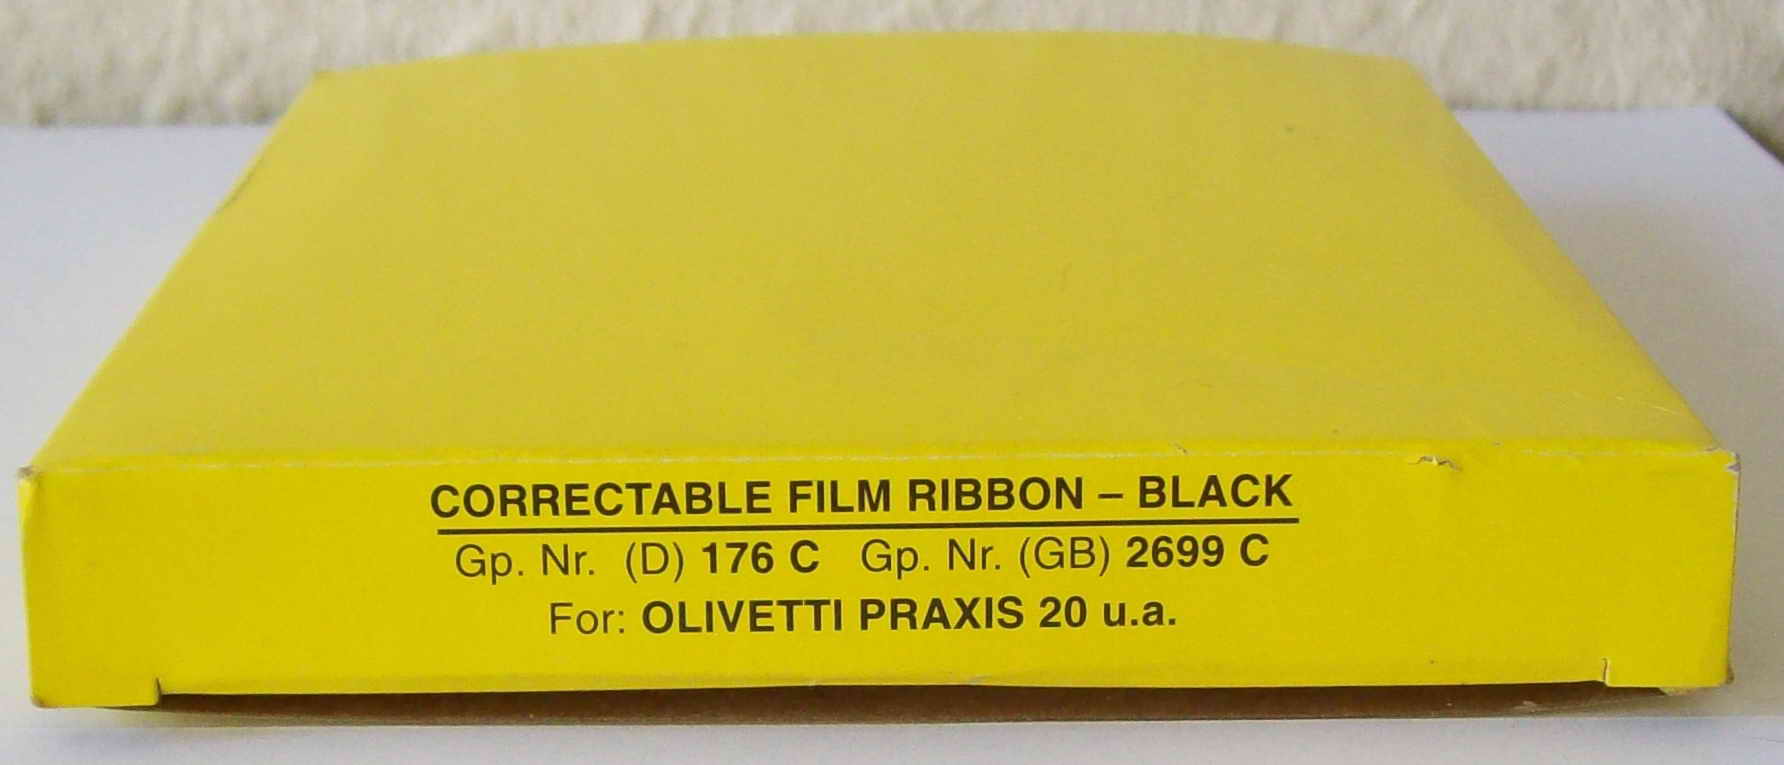 CORRECTABLE FILM RIBBON – BLACK
Gp. Nr. (D) 176 C Gp. Nr. (GB) 2699 C
For: OLIVETTI PRAXIS 20 u.a.